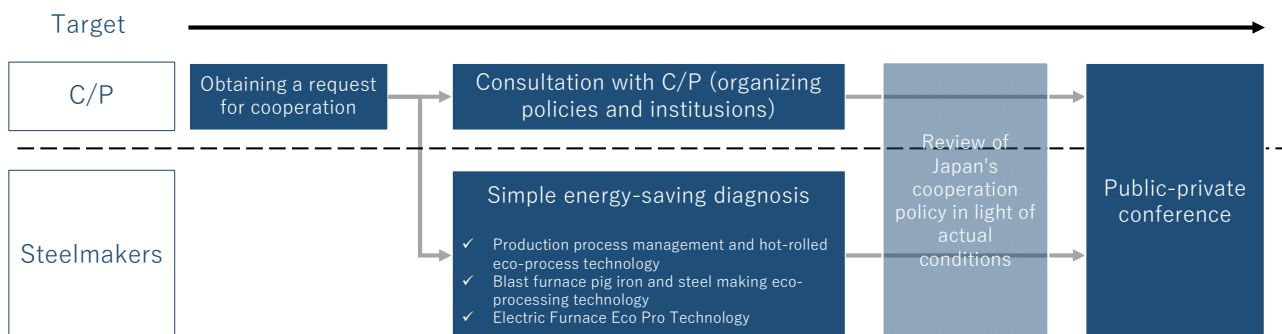 Target
C/P
Obtaining a request
for cooperation
Consultation with C/P (organizing
policies and institusions)
Review of
Japan's
cooperation
policy in light of
actual
conditions
Public-private
conference
Steelmakers
Simple energy-saving diagnosis
✓ Production process management and hot-rolled
eco-process technology
✓ Blast furnace pig iron and steel making eco-
processing technology
✓ Electric Furnace Eco Pro Technology